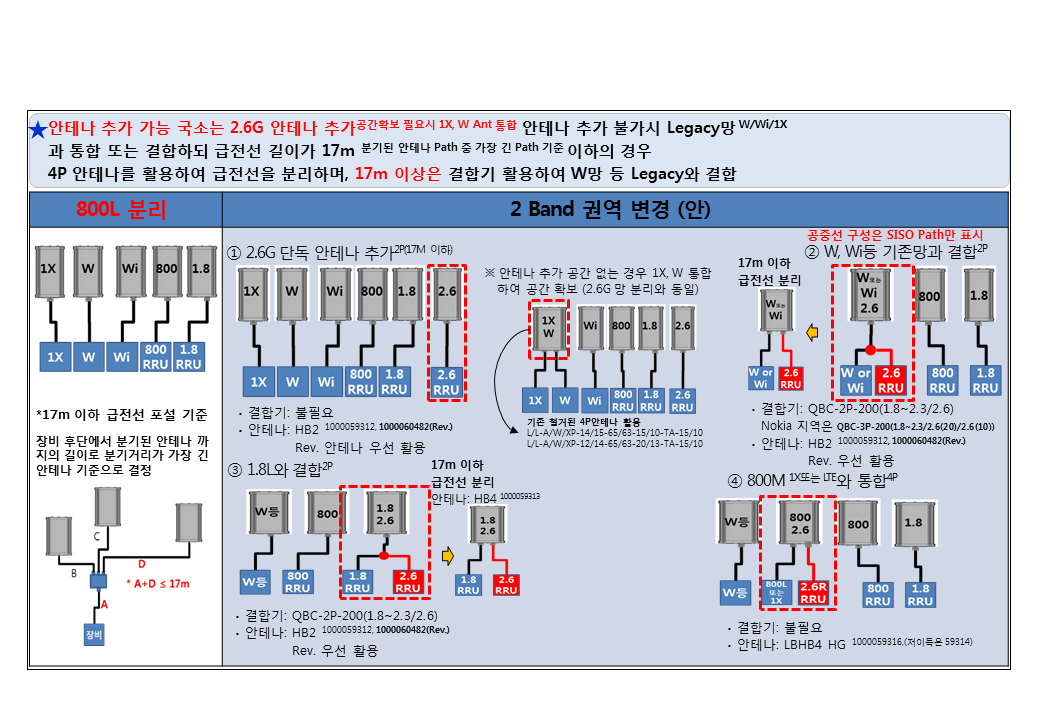 ★안테나 추가 가능 국소는 2.6G 안테나 추가공간확보 필요시 1X, W Ant 통합 안테나 추가 불가시 Legacy망 W/Wi/1X
과 통합 또는 결합하되 급전선 길이가 17m 분기된 안테나 Path 중 가장 긴 Path 기준 이하의 경우
4P 안테나를 활용하여 급전선을 분리하며, 17m 이상은 결합기 활용하여 W망 등 Legacy와 결합
800L 분리
2 Band 권역 변경 (안)
1X W Wi 800 1.8
1X W Wi 800 RRU 1.8 RRU
*17m 이하 급전선 포설 기준
장비 후단에서 분기된 안테나 까
지의 길이로 분기거리가 가장 긴
안테나 기준으로 결정
C
B
D
* A+D ≤ 17m
A
장비
① 2.6G 단독 안테나 추가2P(17M 이하)
1X W Wi 800 1.8 2.6
1X W Wi 800 RRU 1.8 RRU 2.6 RRU
· 결합기: 불필요
· 안테나: HB2 1000059312, 1000060482(Rev.)
Rev. 안테나 우선 활용
※ 안테나 추가 공간 없는 경우 1X, W 통합
하여 공간 확보 (2.6G 망 분리와 동일)
1X W Wi 800 1.8 2.6
1X W Wi 800 RRU 1.8 RRU 2.6 RRU
기존 철거된 4P안테나 활용
L/L-A/W/XP-14/15-65/63-15/10-TA-15/10
L/L-A/W/XP-12/14-65/63-20/13-TA-15/10
공중선 구성은 SISO Path만 표시
② W, Wi등 기존망과 결합2P
17m 이하
급전선 분리
W또는 Wi
W or Wi 2.6 RRU
W또는 Wi 2.6 800 1.8
W or Wi 2.6 RRU 800 RRU 1.8 RRU
· 결합기: QBC-2P-200(1.8~2.3/2.6)
Nokia 지역은 QBC-3P-200(1.8~2.3/2.6(20)/2.6(10))
· 안테나: HB2 1000059312, 1000060482(Rev.)
Rev. 우선 활용
③ 1.8L와 결합2P
17m 이하
급전선 분리
안테나: HB4 1000059313
W등 800 1.8 2.6
W등 800 RRU 1.8 RRU 2.6 RRU
1.8 2.6
1.8 RRU 2.6 RRU
· 결합기: QBC-2P-200(1.8~2.3/2.6)
· 안테나: HB2 1000059312, 1000060482(Rev.)
Rev. 우선 활용
④ 800M 1X또는 LTE와 통합4P
W등 800 2.6 800 1.8
W등 800L 또는 1X 2.6R RRU 800 RRU 1.8 RRU
· 결합기: 불필요
· 안테나: LBHB4 HG 1000059316,(저이득은 59314)